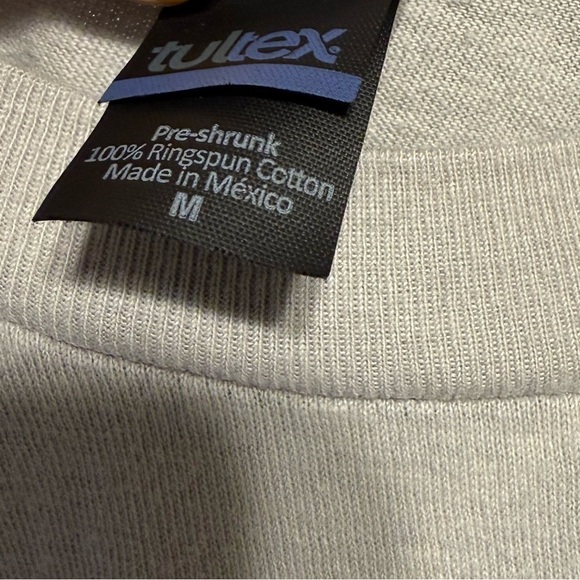 tultex
Pre-shrunk
100% Ringspun Cotton
Made in México
M